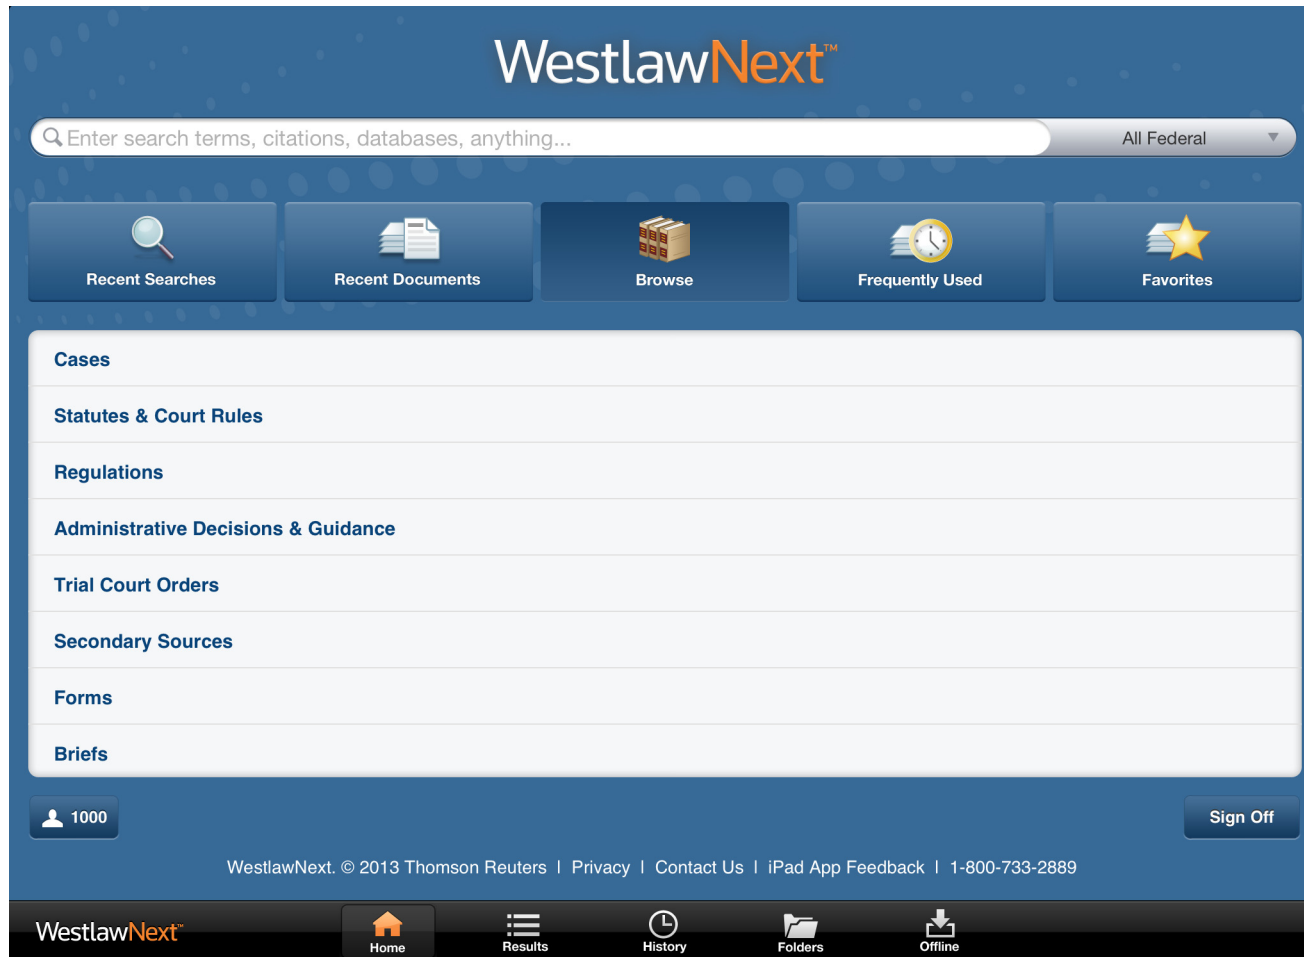 WestlawNext™
Enter search terms, citations, databases, anything... All Federal
Recent Searches Recent Documents Browse Frequently Used Favorites
Cases
Statutes & Court Rules
Regulations
Administrative Decisions & Guidance
Trial Court Orders
Secondary Sources
Forms
Briefs
1000 Sign Off
WestlawNext. © 2013 Thomson Reuters | Privacy | Contact Us | iPad App Feedback | 1-800-733-2889
WestlawNext™ Home Results History Folders Offline